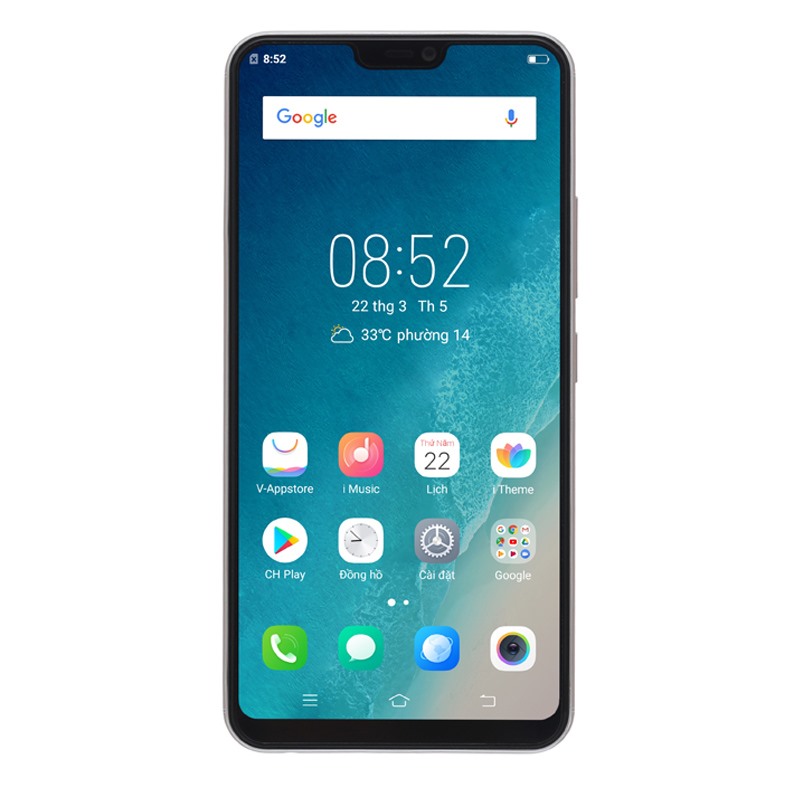 8:52
Google
08:52
22 thg 3 Th 5
33℃ phường 14
Thứ Năm
22
V-Appstore
i Music
Lịch
i Theme
CH Play
Đồng hồ
Cài đặt
Google